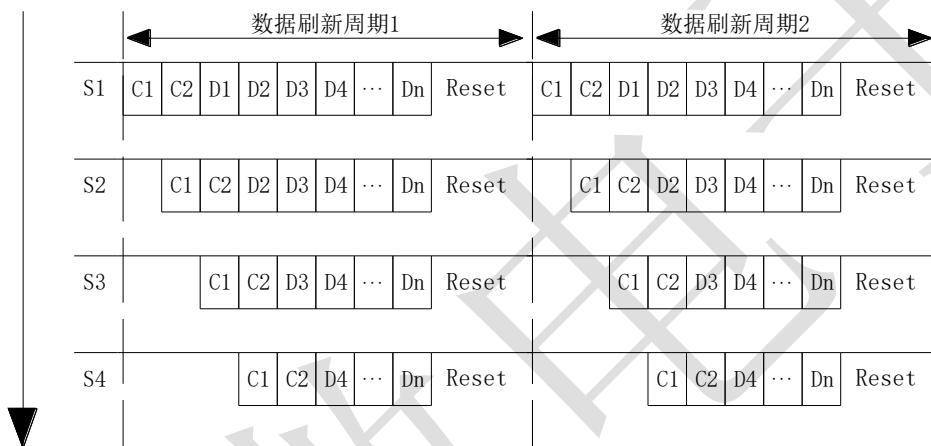 数据刷新周期1 数据刷新周期2
S1 C1 C2 D1 D2 D3 D4 ··· Dn Reset C1 C2 D1 D2 D3 D4 ··· Dn Reset
S2 C1 C2 D2 D3 D4 ··· Dn Reset C1 C2 D2 D3 D4 ··· Dn Reset
S3 C1 C2 D3 D4 ··· Dn Reset C1 C2 D3 D4 ··· Dn Reset
S4 C1 C2 D4 ··· Dn Reset C1 C2 D4 ··· Dn Reset